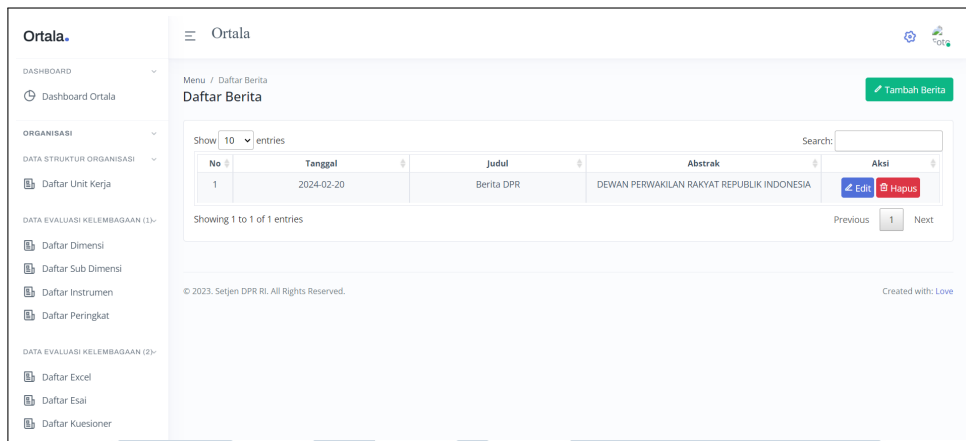 Ortala.
Ortala
Foto
DASHBOARD
Dashboard Ortala
ORGANISASI
DATA STRUKTUR ORGANISASI
Daftar Unit Kerja
DATA EVALUASI KELEMBAGAAN (1)
Daftar Dimensi
Daftar Sub Dimensi
Daftar Instrumen
Daftar Peringkat
DATA EVALUASI KELEMBAGAAN (2)
Daftar Excel
Daftar Esai
Daftar Kuesioner
Menu / Daftar Berita
Daftar Berita
Tambah Berita
Show 10 entries
Search:
No Tanggal Judul Abstrak Aksi
1 2024-02-20 Berita DPR DEWAN PERWAKILAN RAKYAT REPUBLIK INDONESIA Edit Hapus
Showing 1 to 1 of 1 entries
Previous 1 Next
© 2023. Setjen DPR RI. All Rights Reserved.
Created with: Love